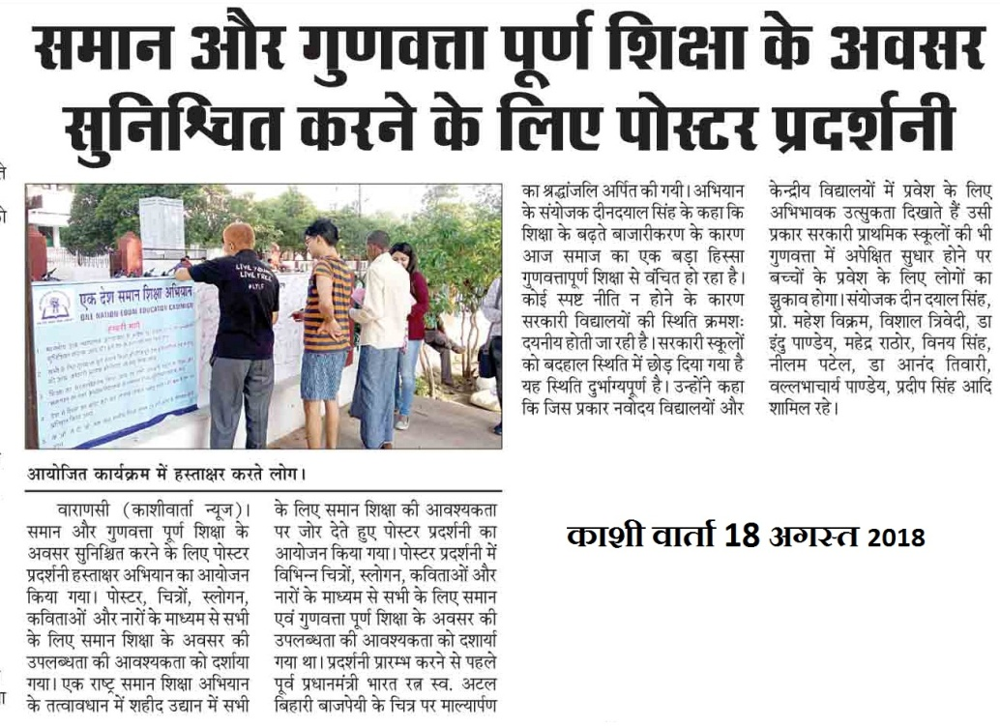 समान और गुणवत्ता पूर्ण शिक्षा के अवसर
सुनिश्चित करने के लिए पोस्टर प्रदर्शनी
एक देश समान शिक्षा अभियान
ONE NATION EQUAL EDUCATION CAMPAIGN
हमारी मांगें
LIVE
LIVE FREE
आयोजित कार्यक्रम में हस्ताक्षर करते लोग।
वाराणसी (काशीवार्ता न्यूज)।
समान और गुणवत्ता पूर्ण शिक्षा के
अवसर सुनिश्चित करने के लिए पोस्टर
प्रदर्शनी हस्ताक्षर अभियान का आयोजन
किया गया। पोस्टर, चित्रों, स्लोगन,
कविताओं और नारों के माध्यम से सभी
के लिए समान शिक्षा के अवसर की
उपलब्धता की आवश्यकता को दर्शाया
गया। एक राष्ट्र समान शिक्षा अभियान
के तत्वावधान में शहीद उद्यान में सभी
के लिए समान शिक्षा की आवश्यकता
पर जोर देते हुए पोस्टर प्रदर्शनी का
आयोजन किया गया। पोस्टर प्रदर्शनी में
विभिन्न चित्रों, स्लोगन, कविताओं और
नारों के माध्यम से सभी के लिए समान
एवं गुणवत्ता पूर्ण शिक्षा के अवसर की
उपलब्धता की आवश्यकता को दशार्या
गया था। प्रदर्शनी प्रारम्भ करने से पहले
पूर्व प्रधानमंत्री भारत रत्न स्व. अटल
बिहारी बाजपेयी के चित्र पर माल्यार्पण
का श्रद्धांजलि अर्पित की गयी। अभियान
के संयोजक दीनदयाल सिंह के कहा कि
शिक्षा के बढ़ते बाजारीकरण के कारण
आज समाज का एक बड़ा हिस्सा
गुणवत्तापूर्ण शिक्षा से वंचित हो रहा है।
कोई स्पष्ट नीति न होने के कारण
सरकारी विद्यालयों की स्थिति क्रमशः
दयनीय होती जा रही है। सरकारी स्कूलों
को बदहाल स्थिति में छोड़ दिया गया है
यह स्थिति दुर्भाग्यपूर्ण है। उन्होंने कहा
कि जिस प्रकार नवोदय विद्यालयों और
केन्द्रीय विद्यालयों में प्रवेश के लिए
अभिभावक उत्सुकता दिखाते हैं उसी
प्रकार सरकारी प्राथमिक स्कूलों की भी
गुणवत्ता में अपेक्षित सुधार होने पर
बच्चों के प्रवेश के लिए लोगों का
झुकाव होगा। संयोजक दीन दयाल सिंह,
प्रो. महेश विक्रम, विशाल त्रिवेदी, डा
इंदु पाण्डेय, महेद्र राठोर, विनय सिंह,
नीलम पटेल, डा आनंद तिवारी,
वल्लभाचार्य पाण्डेय, प्रदीप सिंह आदि
शामिल रहे।
काशी वार्ता 18 अगस्त 2018